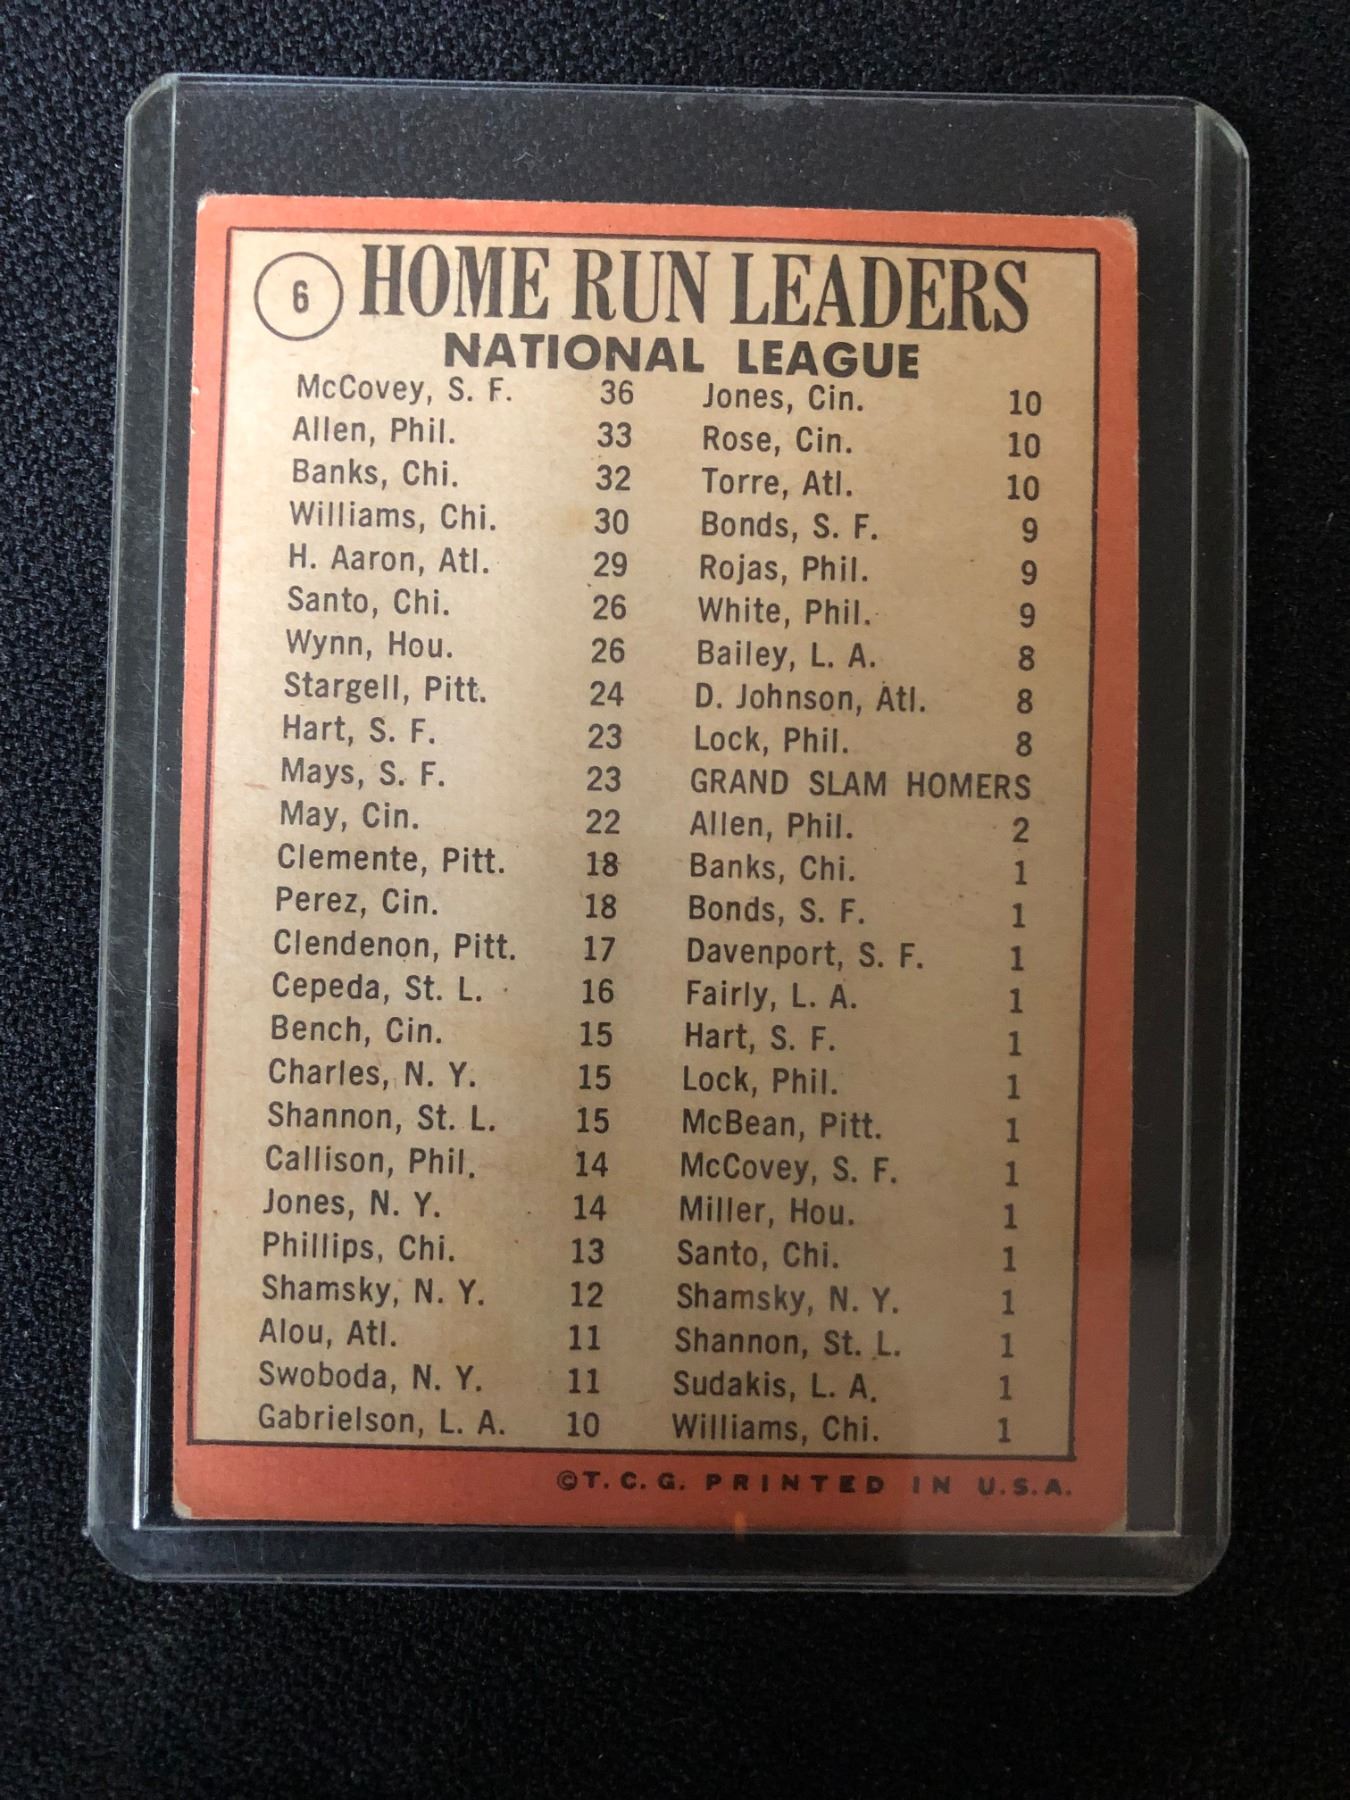 6
HOME RUN LEADERS
NATIONAL LEAGUE
McCovey, S. F. 36
Allen, Phil. 33
Banks, Chi. 32
Williams, Chi. 30
H. Aaron, Atl. 29
Santo, Chi. 26
Wynn, Hou. 26
Stargell, Pitt. 24
Hart, S. F. 23
Mays, S. F. 23
May, Cin. 22
Clemente, Pitt. 18
Perez, Cin. 18
Clendenon, Pitt. 17
Cepeda, St. L. 16
Bench, Cin. 15
Charles, N. Y. 15
Shannon, St. L. 15
Callison, Phil. 14
Jones, N. Y. 14
Phillips, Chi. 13
Shamsky, N. Y. 12
Alou, Atl. 11
Swoboda, N. Y. 11
Gabrielson, L. A. 10
Jones, Cin. 10
Rose, Cin. 10
Torre, Atl. 10
Bonds, S. F. 9
Rojas, Phil. 9
White, Phil. 9
Bailey, L. A. 8
D. Johnson, Atl. 8
Lock, Phil. 8
GRAND SLAM HOMERS
Allen, Phil. 2
Banks, Chi. 1
Bonds, S. F. 1
Davenport, S. F. 1
Fairly, L. A. 1
Hart, S. F. 1
Lock, Phil. 1
McBean, Pitt. 1
McCovey, S. F. 1
Miller, Hou. 1
Santo, Chi. 1
Shamsky, N. Y. 1
Shannon, St. L. 1
Sudakis, L. A. 1
Williams, Chi. 1
©T. C. G. PRINTED IN U.S.A.